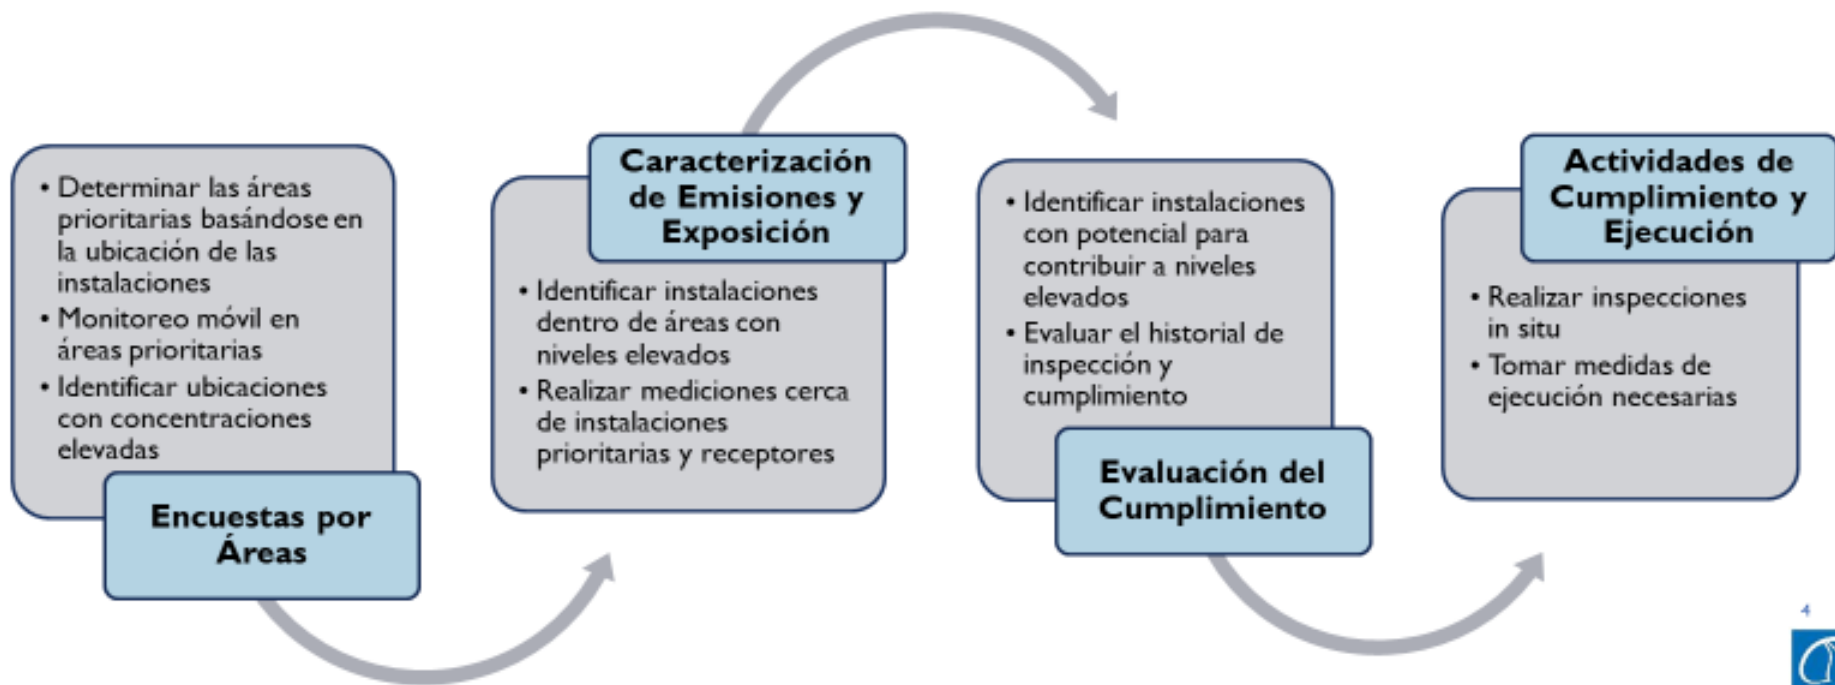 • Determinar las áreas
prioritarias basándose en
la ubicación de las
instalaciones
• Monitoreo móvil en
áreas prioritarias
• Identificar ubicaciones
con concentraciones
elevadas
Encuestas por
Áreas
Caracterización
de Emisiones y
Exposición
• Identificar instalaciones
dentro de áreas con
niveles elevados
• Realizar mediciones cerca
de instalaciones
prioritarias y receptores
• Identificar instalaciones
con potencial para
contribuir a niveles
elevados
• Evaluar el historial de
inspección y
cumplimiento
Evaluación del
Cumplimiento
Actividades de
Cumplimiento y
Ejecución
• Realizar inspecciones
in situ
• Tomar medidas de
ejecución necesarias
4